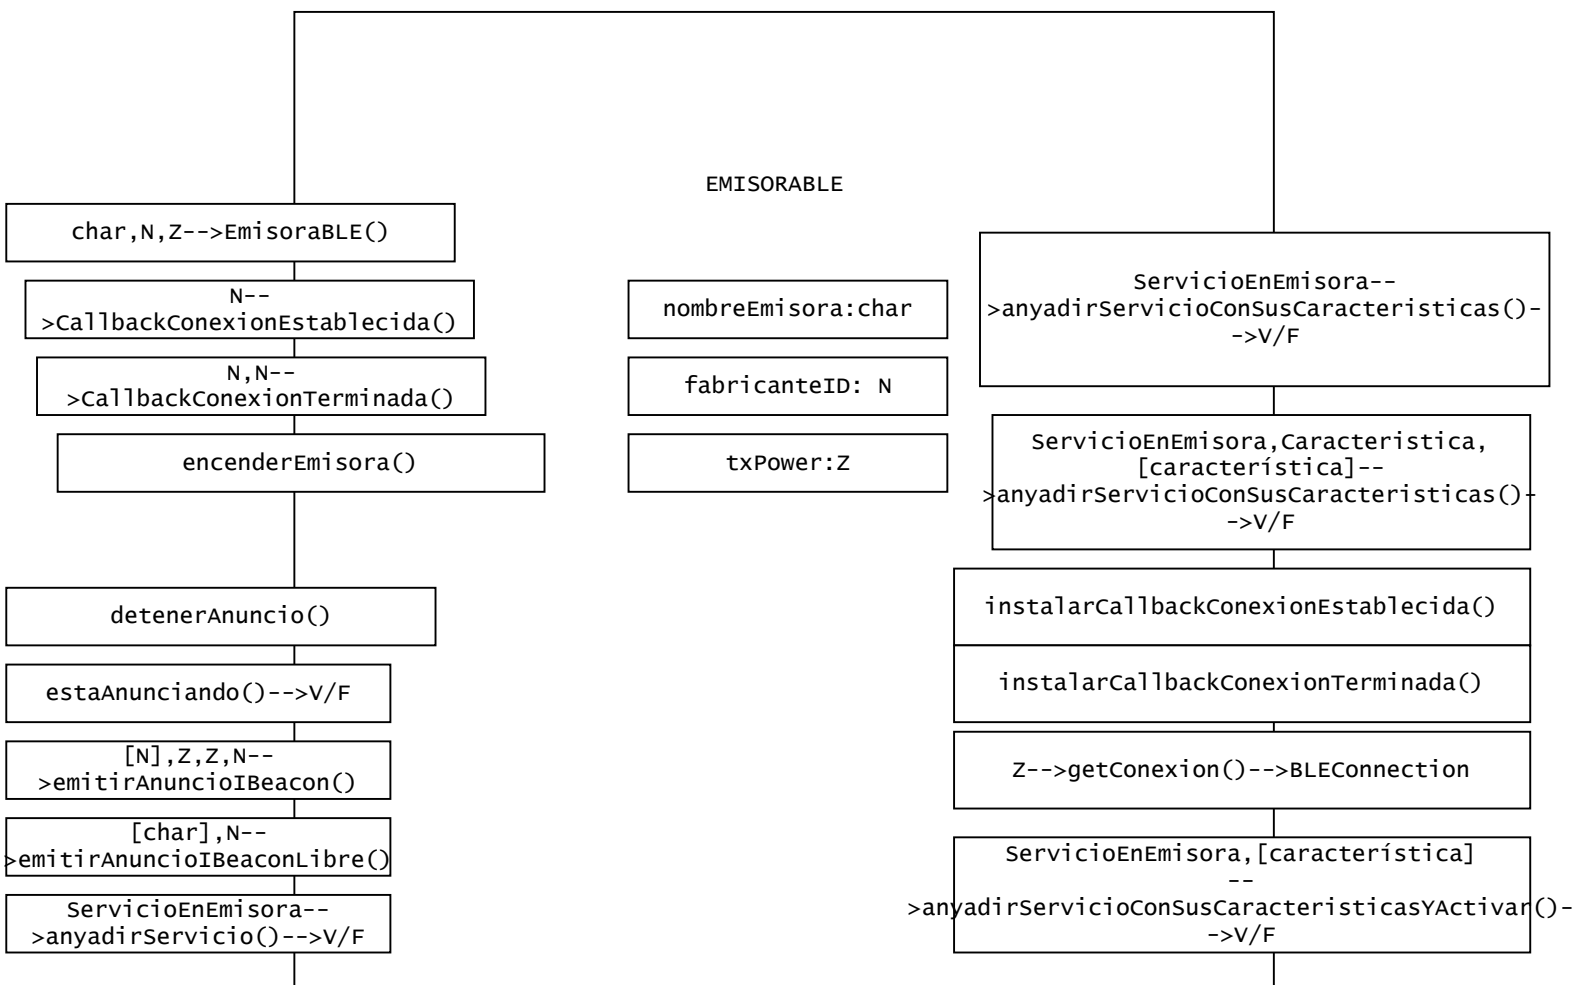 EMISORABLE
char,N,Z-->EmisoraBLE()
N--
>CallbackConexionEstablecida()
N,N--
>CallbackConexionTerminada()
encenderEmisora()
detenerAnuncio()
estaAnunciando()-->V/F
[N],Z,Z,N--
>emitirAnuncioIBeacon()
[char],N--
>emitirAnuncioIBeaconLibre()
ServicioEnEmisora--
>anyadirServicio()-->V/F
nombreEmisora:char
fabricanteID: N
txPower:Z
ServicioEnEmisora--
>anyadirServicioConSusCaracteristicas()-
->V/F
ServicioEnEmisora,Caracteristica,
[característica]--
>anyadirServicioConSusCaracteristicas()-
->V/F
instalarCallbackConexionEstablecida()
instalarCallbackConexionTerminada()
Z-->getConexion()-->BLEConnection
ServicioEnEmisora,[característica]
--
>anyadirServicioConSusCaracteristicasYActivar()-
->V/F